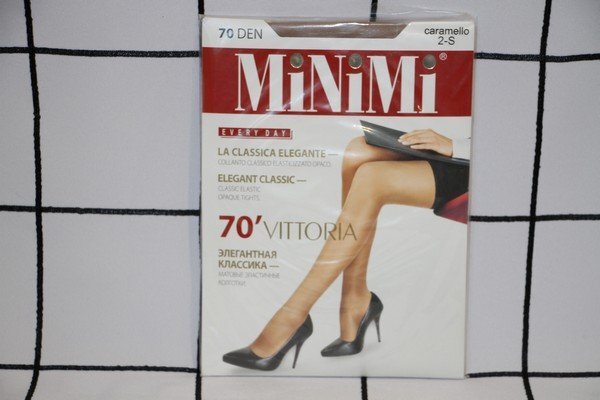 70 DEN
caramello
2-S
MiNiMi®
EVERY DAY
LA CLASSICA ELEGANTE —
COLLANTO CLASSICO ELASTICIZZATO OPACO.
ELEGANT CLASSIC —
CLASSIC ELASTIC
OPAQUE TIGHTS.
70' VITTORIA
ЭЛЕГАНТНАЯ
КЛАССИКА —
МАТОВЫЕ ЭЛАСТИЧНЫЕ
КОЛГОТКИ.